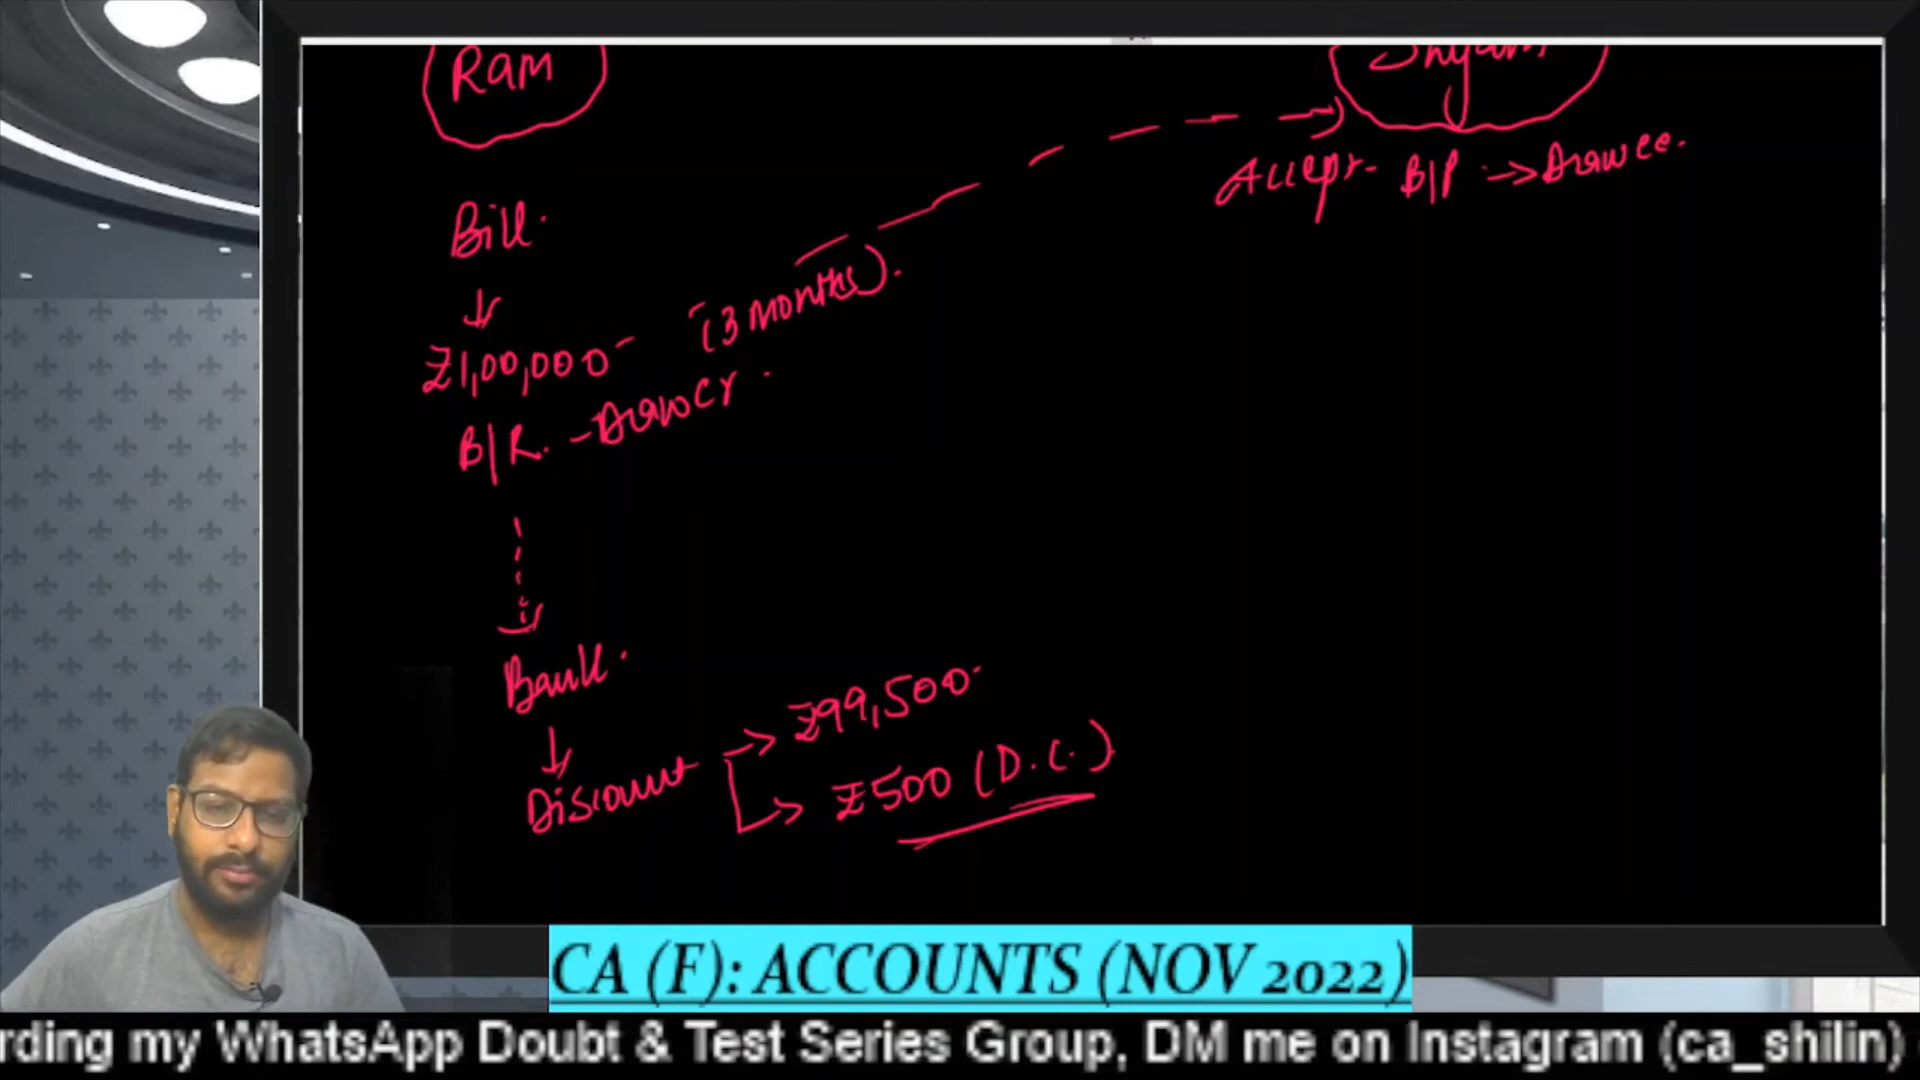 Ram
Shyam
Accept. B/P → Drawee.
Bill.
↓
₹1,00,000 (3 months).
B/R. - Drawer
Bank.
↓
Discount → ₹99,500
→ ₹500 (D.C.)
CA (F): ACCOUNTS (NOV 2022)
rding my WhatsApp Doubt & Test Series Group, DM me on Instagram (ca_shilin)